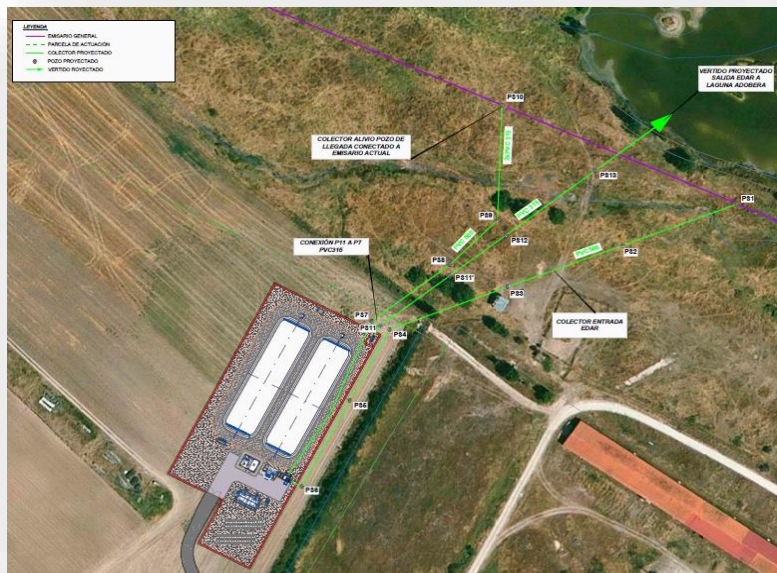 LEYENDA
EMISARIO GENERAL
PARCELA DE ACTUACIÓN
COLECTOR PROYECTADO
POZO PROYECTADO
VERTIDO ROYECTADO
VERTIDO PROYECTADO
SALIDA EDAR A
LAGUNA ADOBERA
PS10
COLECTOR ALIVIO POZO DE
LLEGADA CONECTADO A
EMISARIO ACTUAL
PS13
PS1
PS9
PVC 315
PS12
CONEXIÓN P11 A P7
PVC315
PS8
PS11'
PS2
PS3
COLECTOR ENTRADA
EDAR
PS7
PS11
PS4
PS5
PS6